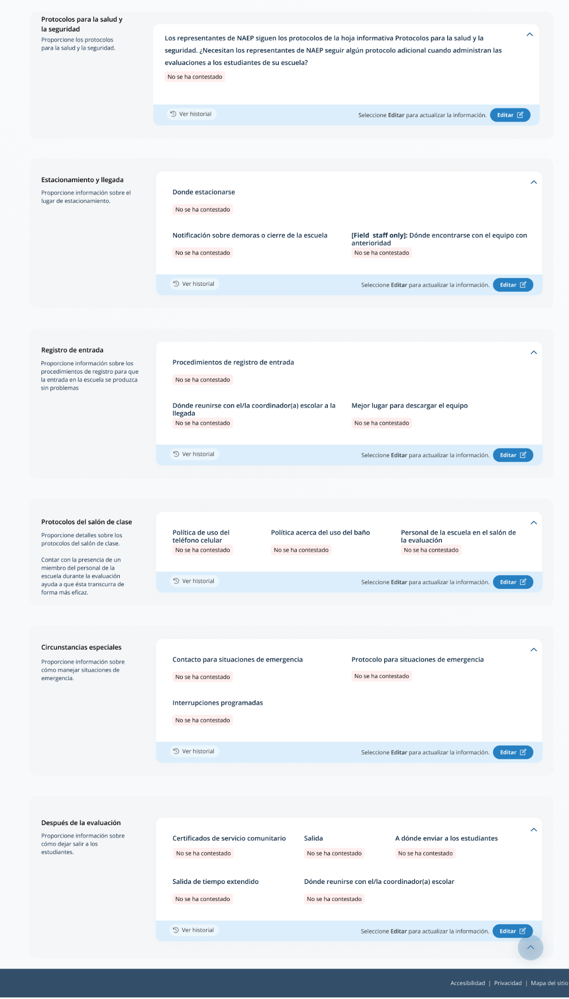 Protocolos para la salud y
la seguridad
Proporcione los protocolos
para la salud y la seguridad.
Los representantes de NAEP siguen los protocolos de la hoja informativa Protocolos para la salud y la
seguridad. ¿Necesitan los representantes de NAEP seguir algún protocolo adicional cuando administran las
evaluaciones a los estudiantes de su escuela?
No se ha contestado
Ver historial
Seleccione Editar para actualizar la información.
Editar
Estacionamiento y llegada
Proporcione información sobre el
lugar de estacionamiento.
Donde estacionarse
No se ha contestado
Notificación sobre demoras o cierre de la escuela
No se ha contestado
[Field  staff only]: Dónde encontrarse con el equipo con
anterioridad
No se ha contestado
Ver historial
Seleccione Editar para actualizar la información.
Editar
Registro de entrada
Proporcione información sobre los
procedimientos de registro para que
la entrada en la escuela se produzca
sin problemas
Procedimientos de registro de entrada
No se ha contestado
Dónde reunirse con el/la coordinador(a) escolar a la
llegada
No se ha contestado
Mejor lugar para descargar el equipo
No se ha contestado
Ver historial
Seleccione Editar para actualizar la información.
Editar
Protocolos del salón de clase
Proporcione detalles sobre los
protocolos del salón de clase.
Contar con la presencia de un
miembro del personal de la
escuela durante la evaluación
ayuda a que ésta transcurra de
forma más eficaz.
Política de uso del
teléfono celular
No se ha contestado
Política acerca del uso del baño
No se ha contestado
Personal de la escuela en el salón de
la evaluación
No se ha contestado
Ver historial
Seleccione Editar para actualizar la información.
Editar
Circunstancias especiales
Proporcione información sobre
cómo manejar situaciones de
emergencia.
Contacto para situaciones de emergencia
No se ha contestado
Protocolo para situaciones de emergencia
No se ha contestado
Interrupciones programadas
No se ha contestado
Ver historial
Seleccione Editar para actualizar la información.
Editar
Después de la evaluación
Proporcione información sobre
cómo dejar salir a los
estudiantes.
Certificados de servicio comunitario
No se ha contestado
Salida
No se ha contestado
A dónde enviar a los estudiantes
No se ha contestado
Salida de tiempo extendido
No se ha contestado
Dónde reunirse con el/la coordinador(a) escolar
No se ha contestado
Ver historial
Seleccione Editar para actualizar la información.
Editar
Accesibilidad | Privacidad | Mapa del sitio